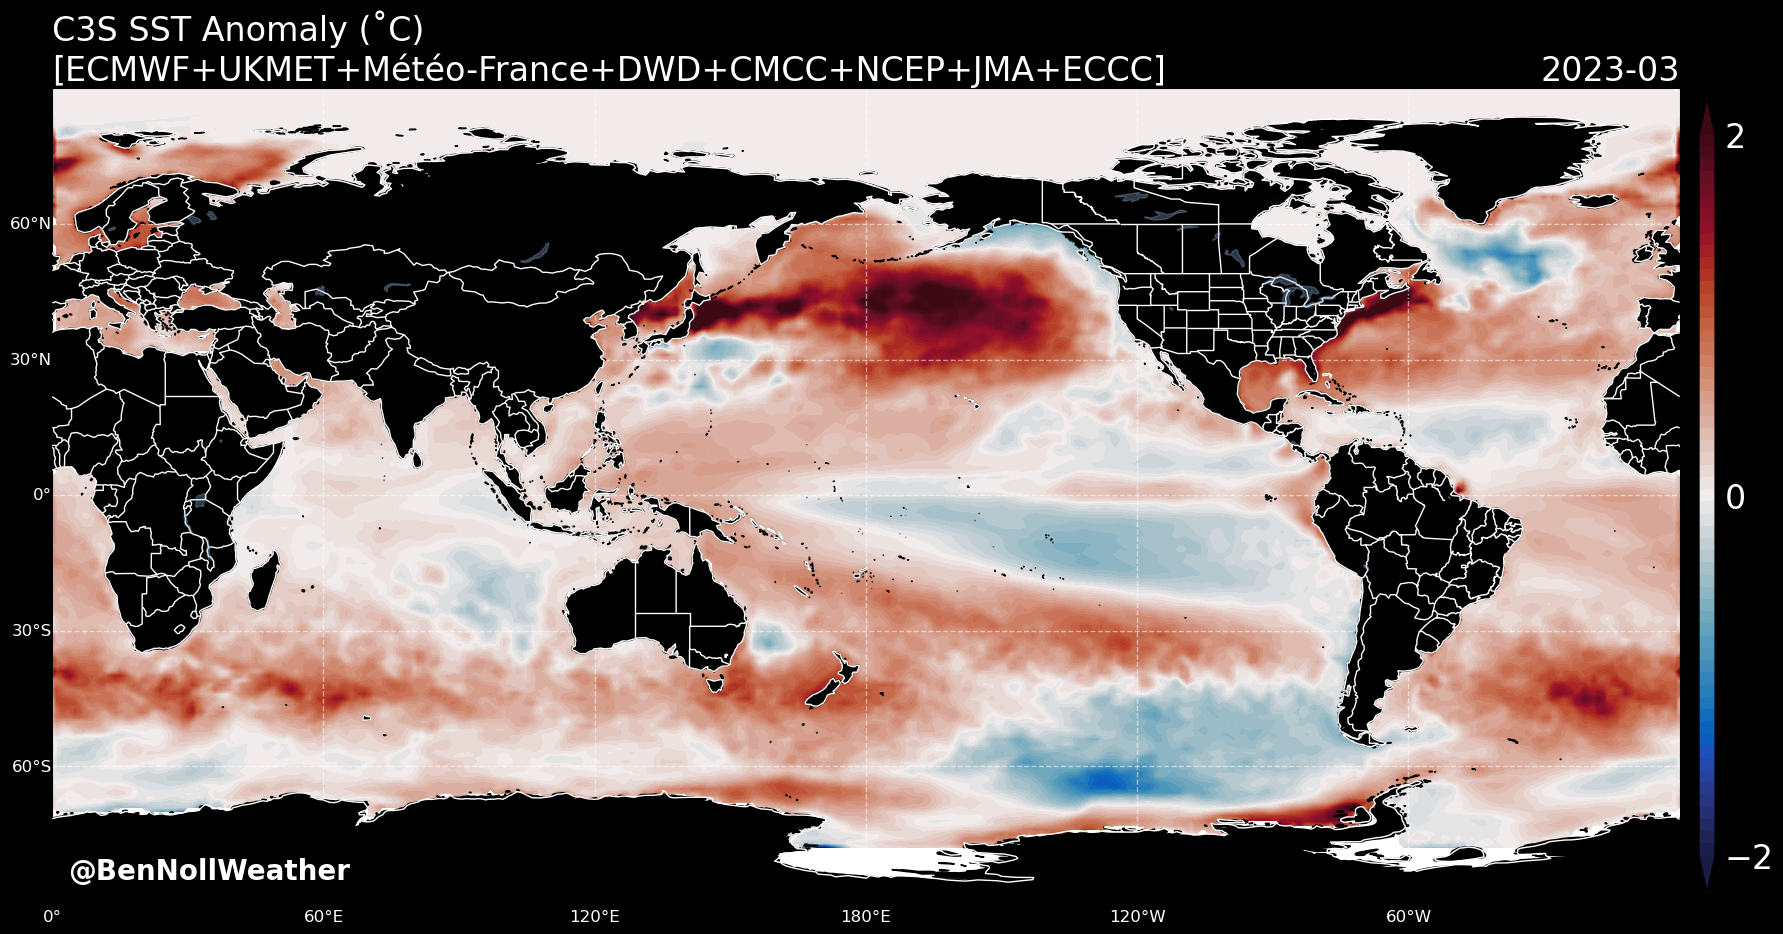 C3S SST Anomaly (˚C)
[ECMWF+UKMET+Météo-France+DWD+CMCC+NCEP+JMA+ECCC]
2023-03
2
0
−2
60°N
30°N
0°
30°S
60°S
@BenNollWeather
0°
60°E
120°E
180°E
120°W
60°W